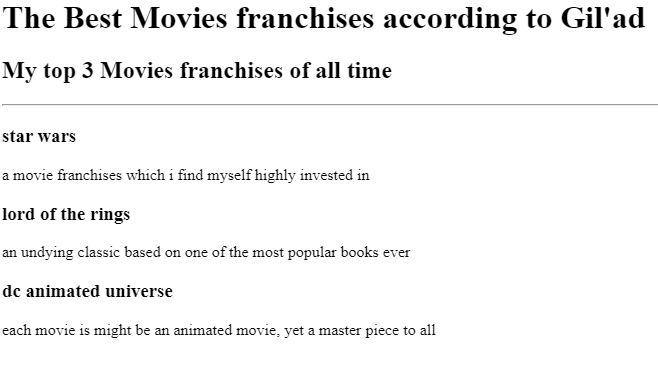 The Best Movies franchises according to Gil'ad
My top 3 Movies franchises of all time
star wars
a movie franchises which i find myself highly invested in
lord of the rings
an undying classic based on one of the most popular books ever
dc animated universe
each movie is might be an animated movie, yet a master piece to all